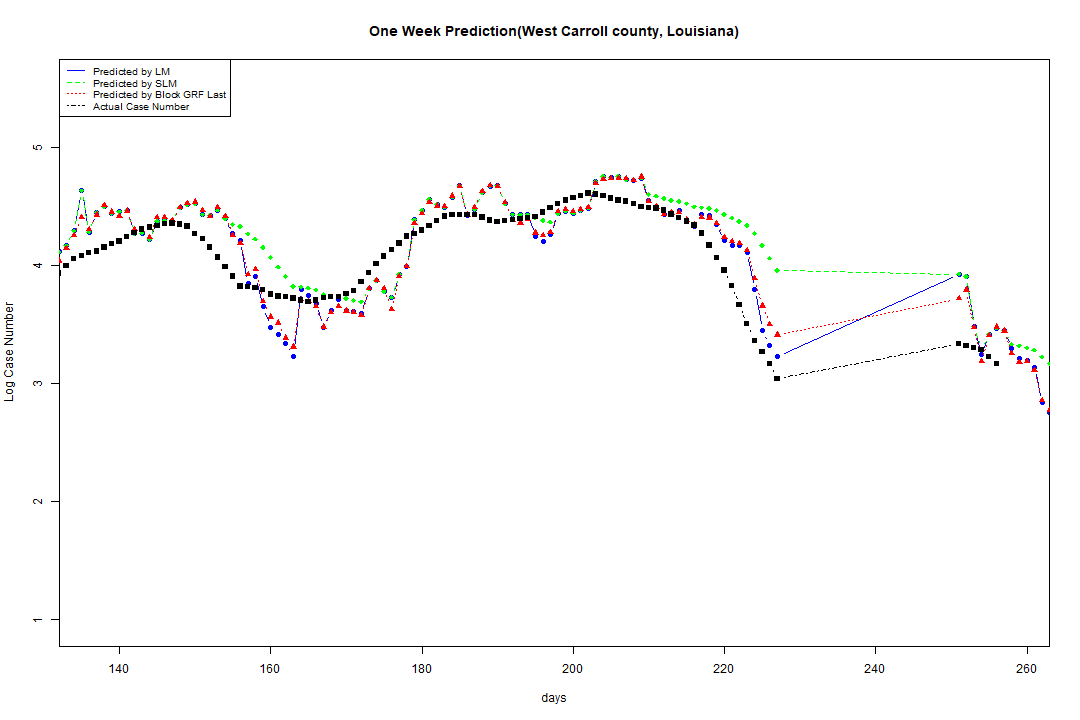 One Week Prediction(West Carroll county, Louisiana)
Predicted by LM
Predicted by SLM
Predicted by Block GRF Last
Actual Case Number
5
4
3
2
1
Log Case Number
140 160 180 200 220 240 260
days